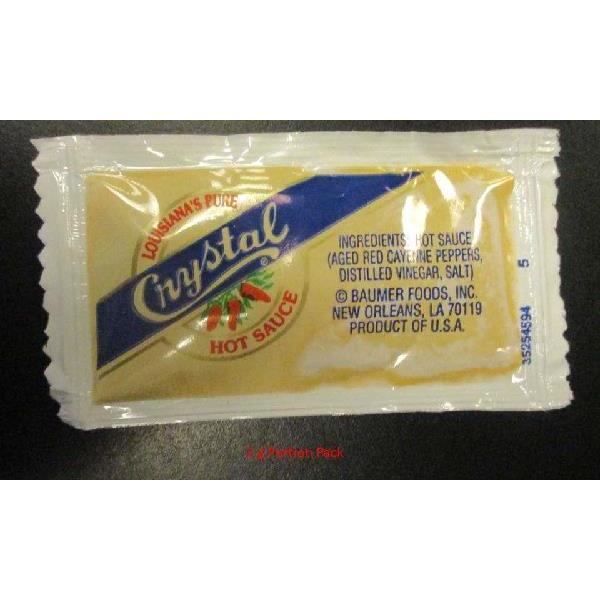 LOUISIANA'S PURE
Crystal®
HOT SAUCE
INGREDIENTS: HOT SAUCE
(AGED RED CAYENNE PEPPERS,
DISTILLED VINEGAR, SALT)
© BAUMER FOODS, INC.
NEW ORLEANS, LA 70119
PRODUCT OF U.S.A.
35254594 5
Portion Pack